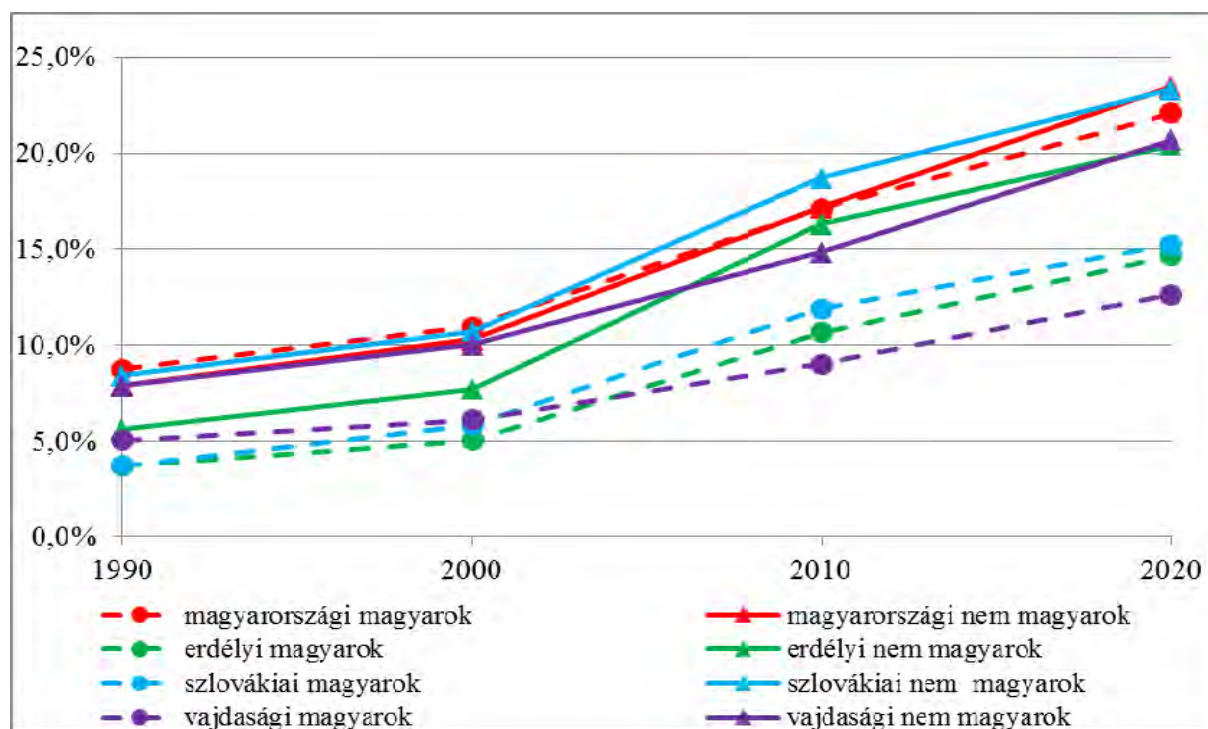 25,0%
20,0%
15,0%
10,0%
5,0%
0,0%
1990 2000 2010 2020
magyarországi magyarok magyarországi nem magyarok
erdélyi magyarok erdélyi nem magyarok
szlovákiai magyarok szlovákiai nem magyarok
vajdasági magyarok vajdasági nem magyarok